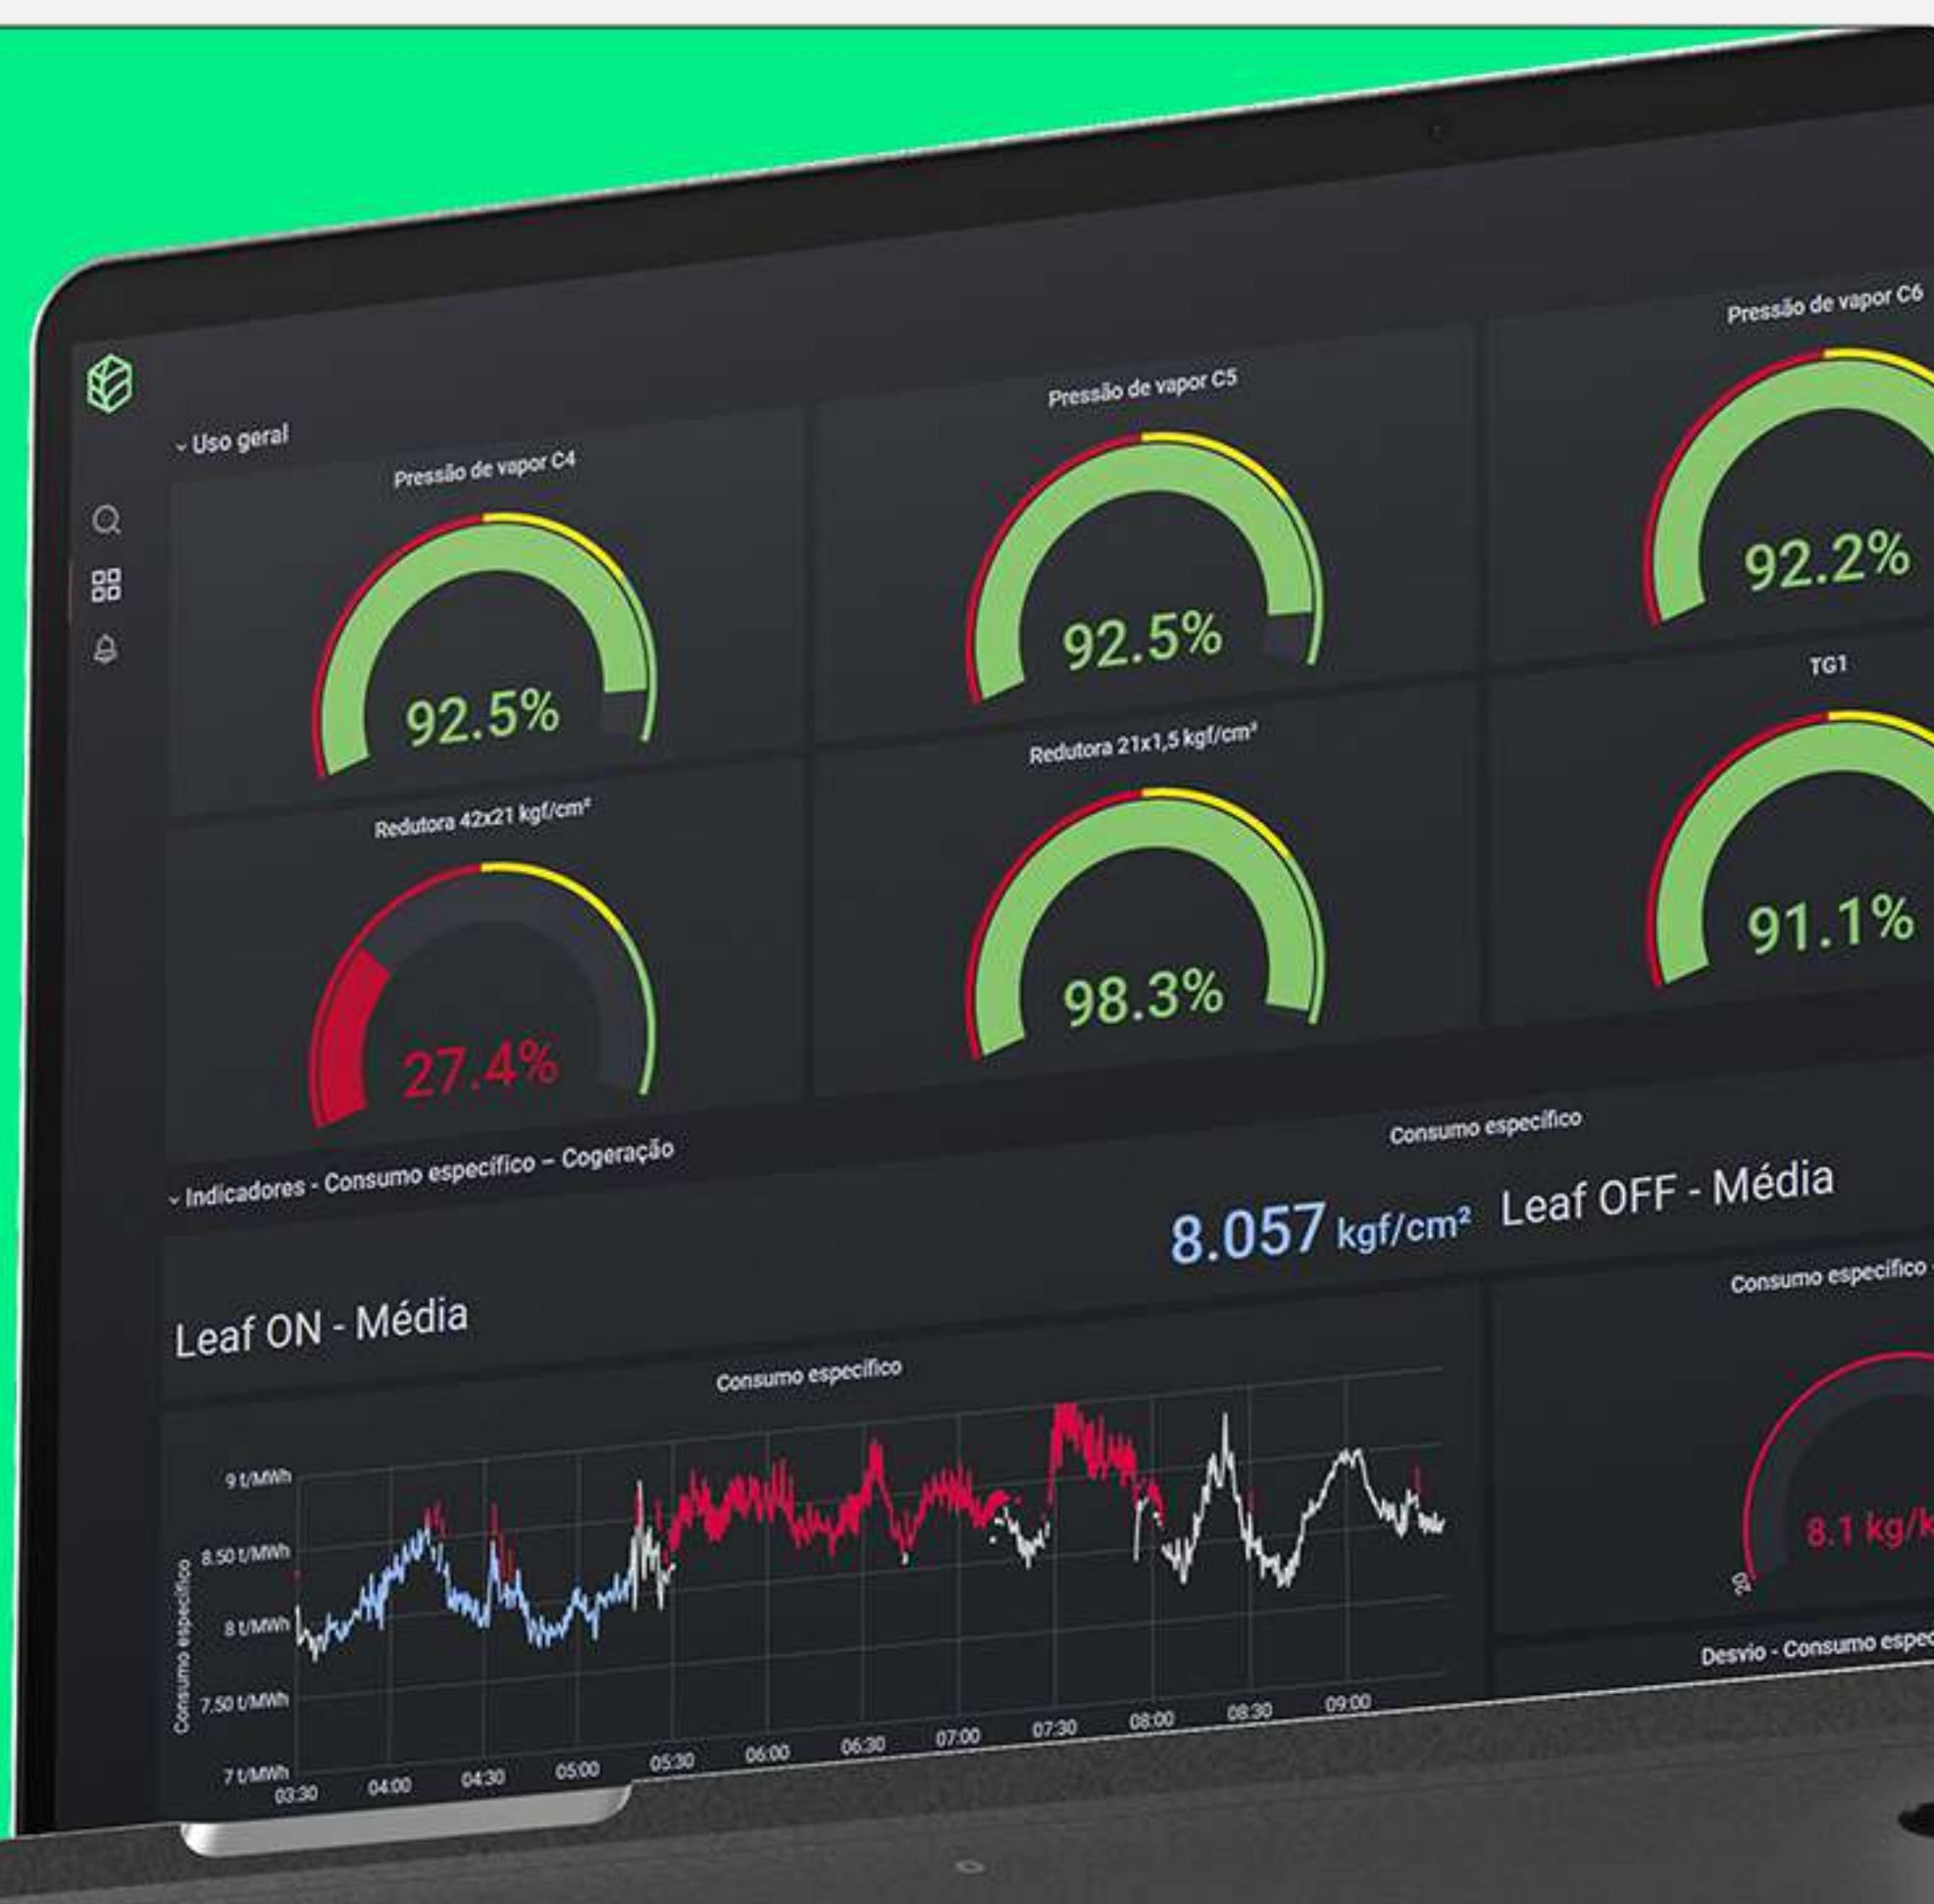 Uso geral
Pressão de vapor C4
Pressão de vapor C5
Pressão de vapor C6
92.5%
92.5%
92.2%
Redutora 42x21 kgf/cm²
Redutora 21x1,5 kgf/cm²
TG1
27.4%
98.3%
91.1%
Indicadores - Consumo específico – Cogeração
Consumo específico
Leaf ON - Média
8.057 kgf/cm²
Leaf OFF - Média
Consumo específico
Consumo específico -
Consumo específico
9 t/MWh
8.50 t/MWh
8 t/MWh
7.50 t/MWh
7 t/MWh
03:30
04:00
04:30
05:00
05:30
06:00
06:30
07:00
07:30
08:00
08:30
09:00
8.1 kg/k
20
Desvio - Consumo espec